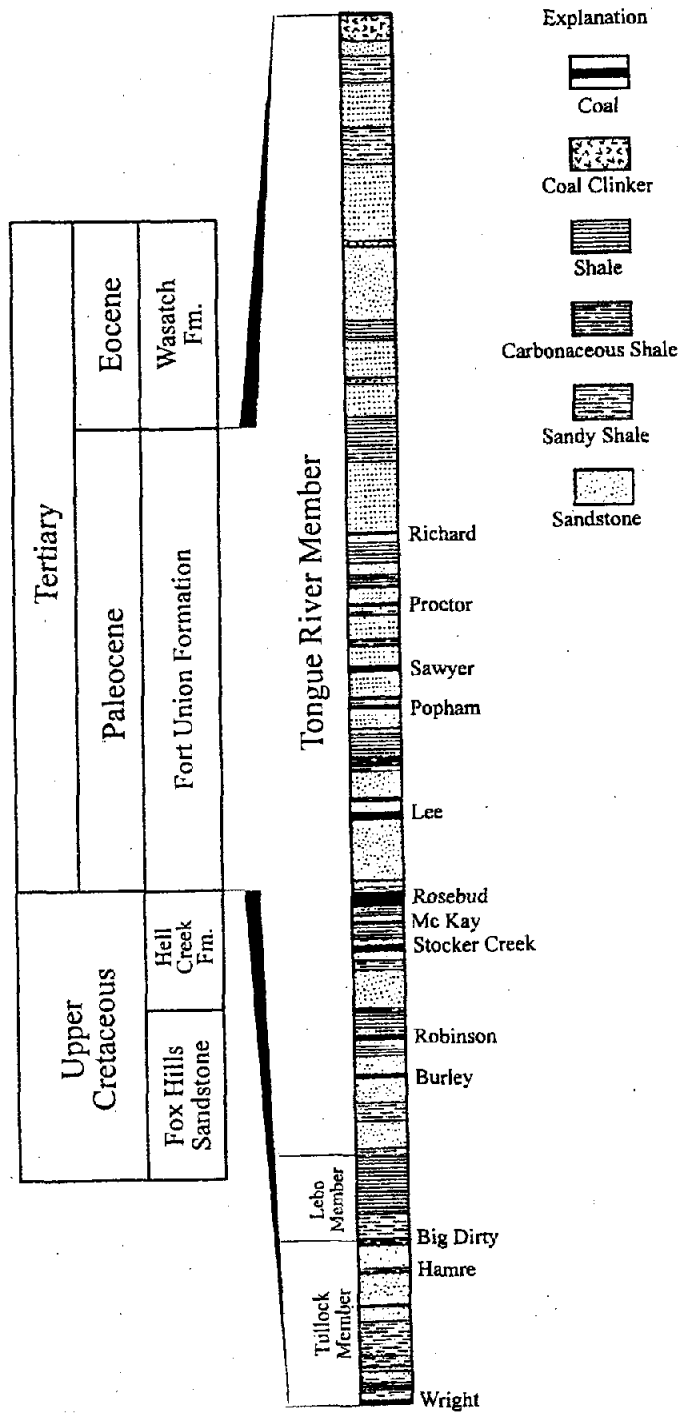 Explanation
Coal
Coal Clinker
Shale
Carbonaceous Shale
Sandy Shale
Sandstone
Tertiary
Eocene
Wasatch
Fm.
Paleocene
Fort Union Formation
Upper
Cretaceous
Hell
Creek
Fm.
Fox Hills
Sandstone
Tongue River Member
Lebo
Member
Tullock
Member
Richard
Proctor
Sawyer
Popham
Lee
Rosebud
Mc Kay
Stocker Creek
Robinson
Burley
Big Dirty
Hamre
Wright